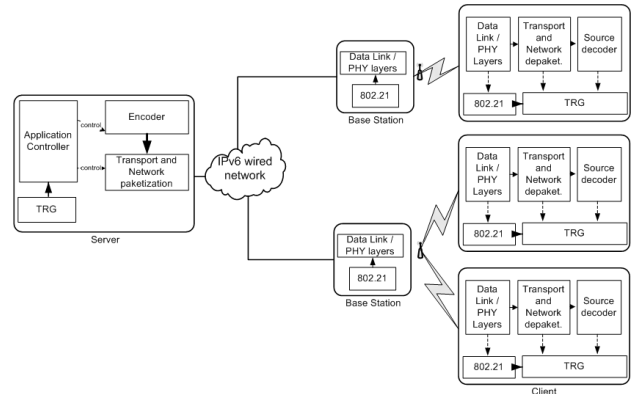 Application
Controller
TRG
control
control
Encoder
Transport and
Network
paketization
Server
IPv6 wired
network
Data Link /
PHY layers
802.21
Base Station
Data Link /
PHY layers
802.21
Base Station
Data
Link /
PHY
Layers
Transport
and
Network
depaket.
Source
decoder
802.21
TRG
Data
Link /
PHY
Layers
Transport
and
Network
depaket.
Source
decoder
802.21
TRG
Data
Link /
PHY
Layers
Transport
and
Network
depaket.
Source
decoder
802.21
TRG
Client